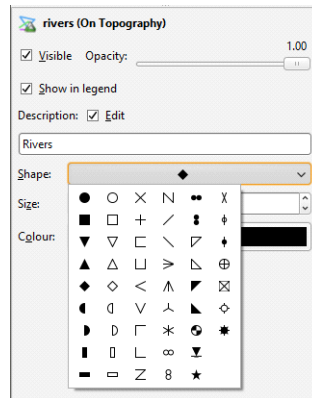 rivers (On Topography)
Visible Opacity: 1.00
Show in legend
Description: Edit
Rivers
Shape:
Size:
Colour: